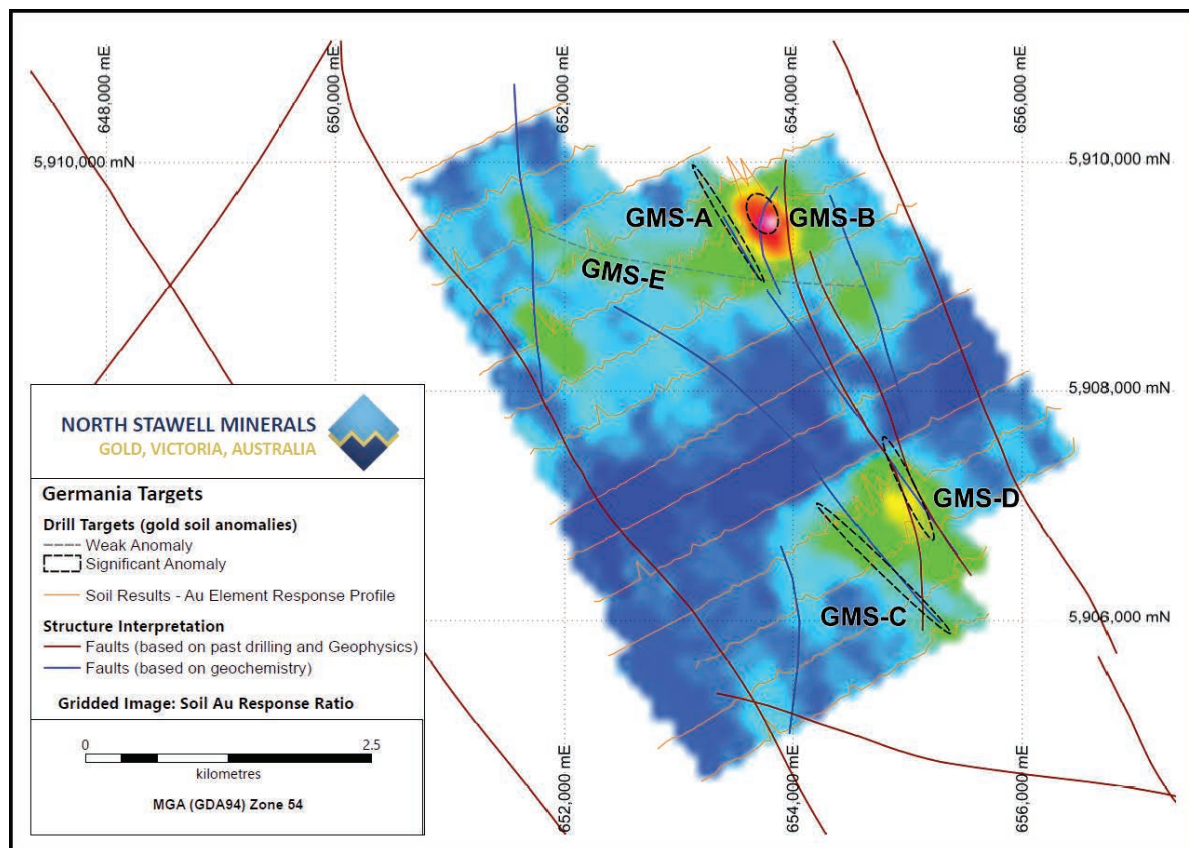 648,000 mE
650,000 mE
652,000 mE
654,000 mE
656,000 mE
5,910,000 mN
5,910,000 mN
GMS-A
GMS-B
GMS-E
5,908,000 mN
GMS-D
GMS-C
5,906,000 mN
652,000 mE
654,000 mE
656,000 mE
NORTH STAWELL MINERALS
GOLD, VICTORIA, AUSTRALIA
Germania Targets
Drill Targets (gold soil anomalies)
Weak Anomaly
Significant Anomaly
Soil Results - Au Element Response Profile
Structure Interpretation
Faults (based on past drilling and Geophysics)
Faults (based on geochemistry)
Gridded Image: Soil Au Response Ratio
0 2.5
kilometres
MGA (GDA94) Zone 54